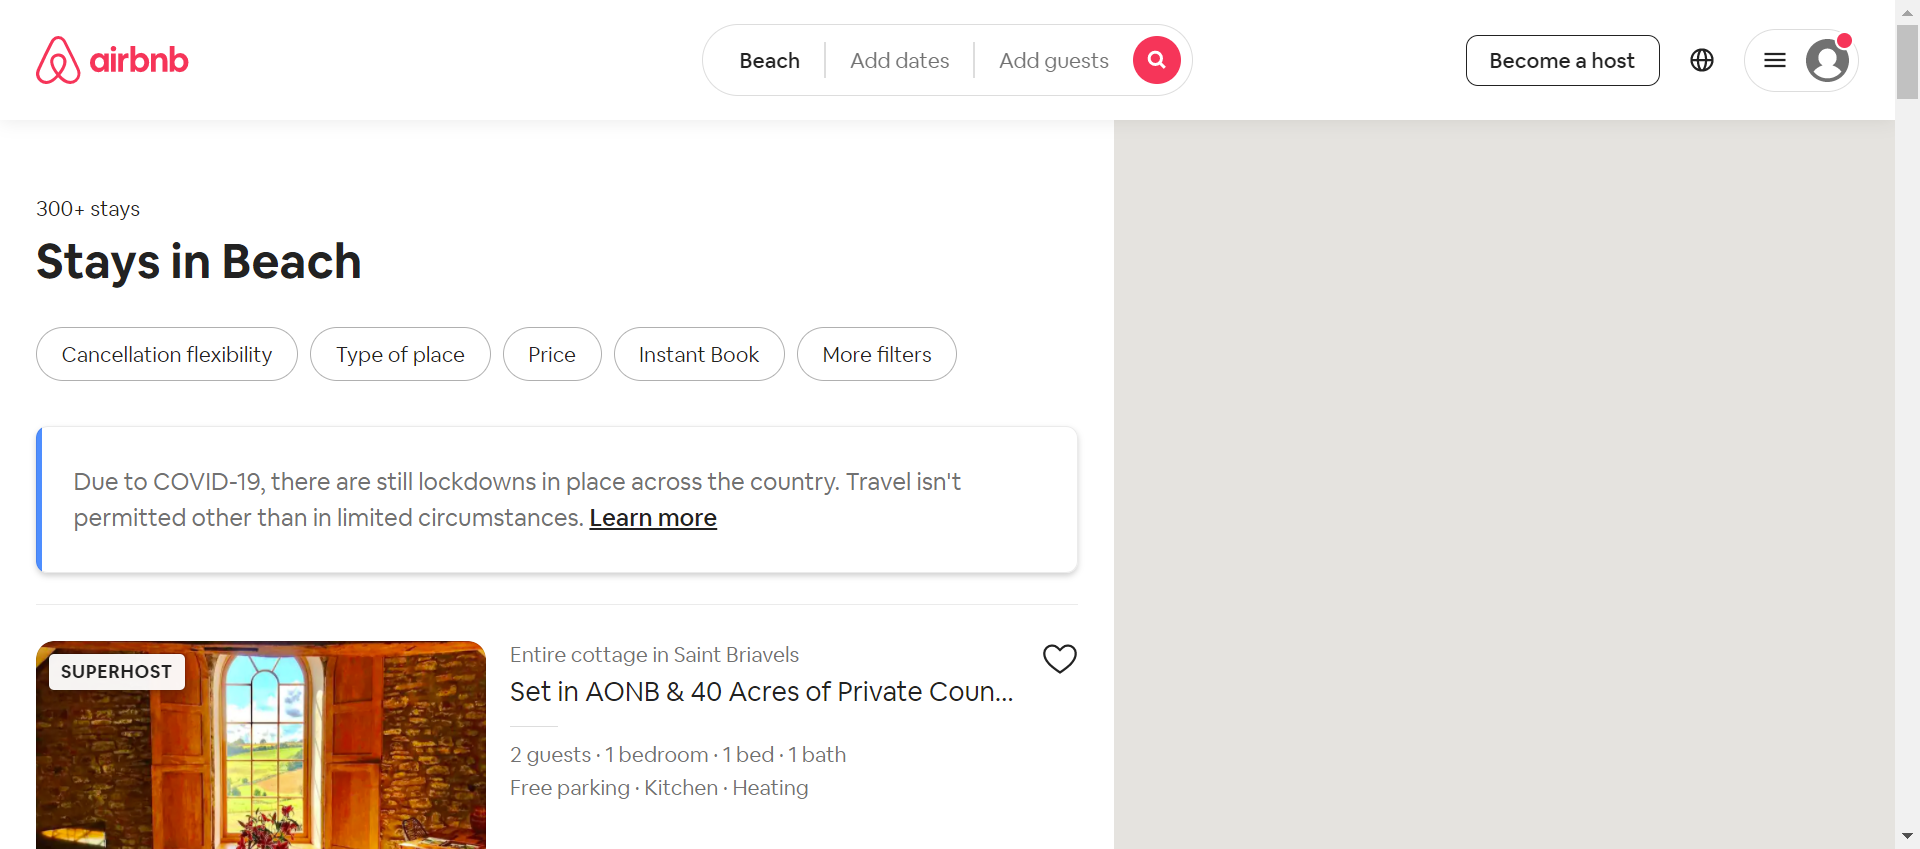 airbnb
Beach
Add dates
Add guests
Become a host
300+ stays
Stays in Beach
Cancellation flexibility
Type of place
Price
Instant Book
More filters
Due to COVID-19, there are still lockdowns in place across the country. Travel isn't
permitted other than in limited circumstances. Learn more
SUPERHOST
Entire cottage in Saint Briavels
Set in AONB & 40 Acres of Private Coun...
2 guests · 1 bedroom · 1 bed · 1 bath
Free parking · Kitchen · Heating